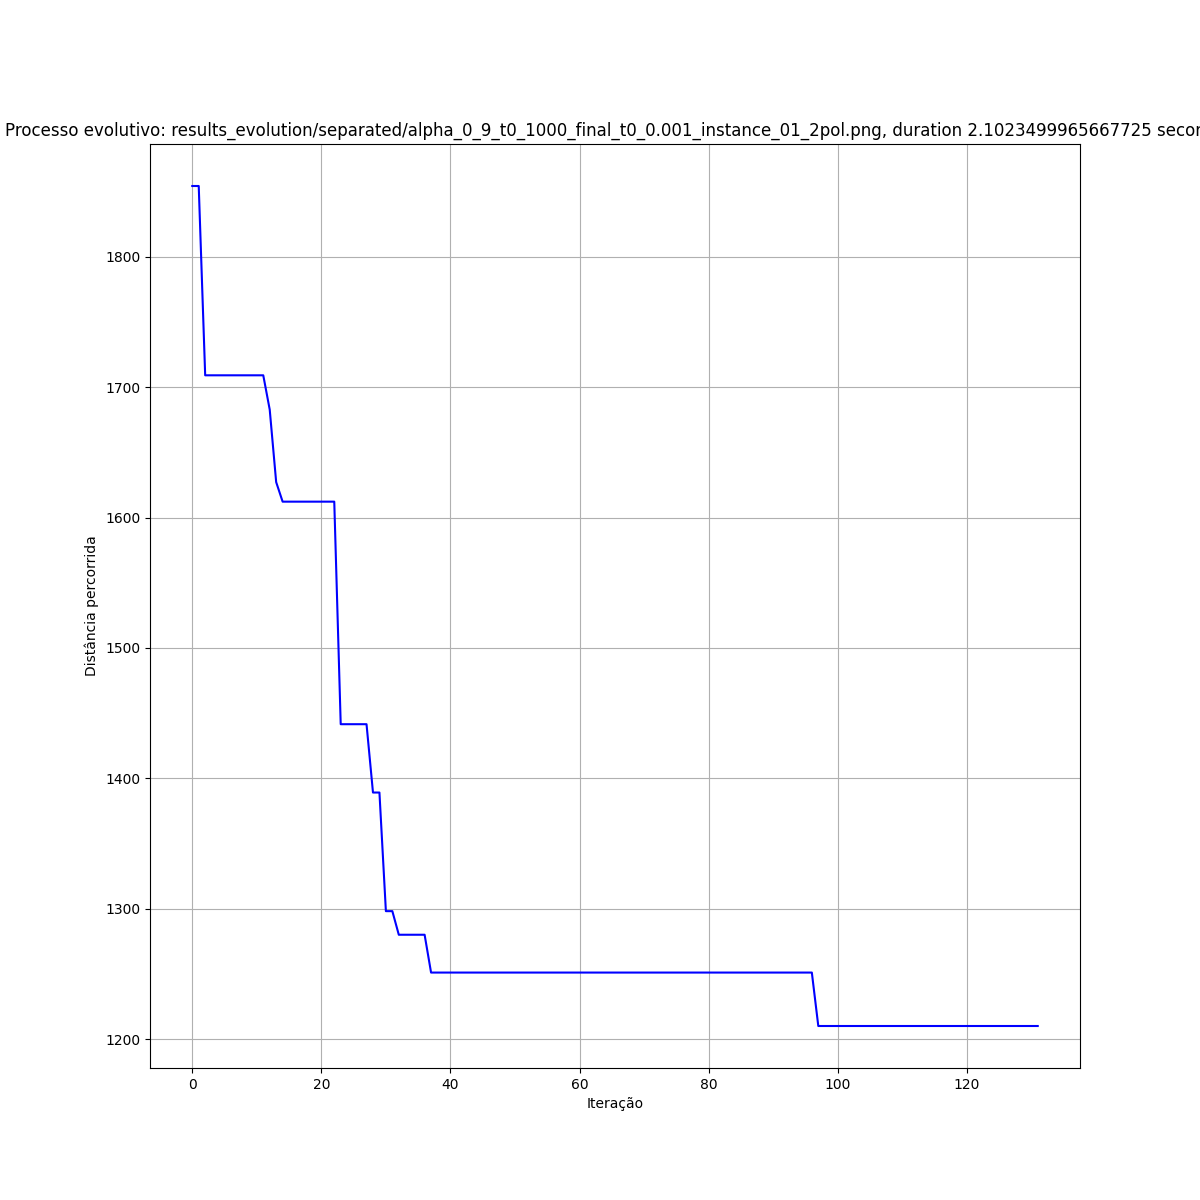 Processo evolutivo: results_evolution/separated/alpha_0_9_t0_1000_final_t0_0.001_instance_01_2pol.png, duration 2.1023499965667725
1800
1700
1600
1500
1400
1300
1200
Distância percorrida
0 20 40 60 80 100 120
Iteração